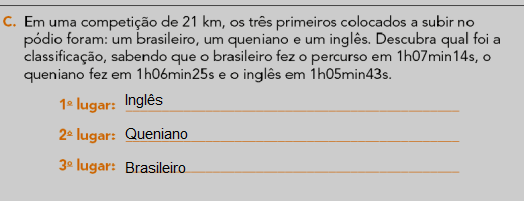 C. Em uma competição de 21 km, os três primeiros colocados a subir no
pódio foram: um brasileiro, um queniano e um inglês. Descubra qual foi a
classificação, sabendo que o brasileiro fez o percurso em 1h07min14s, o
queniano fez em 1h06min25s e o inglês em 1h05min43s.
1º lugar: Inglês
2º lugar: Queniano
3º lugar: Brasileiro